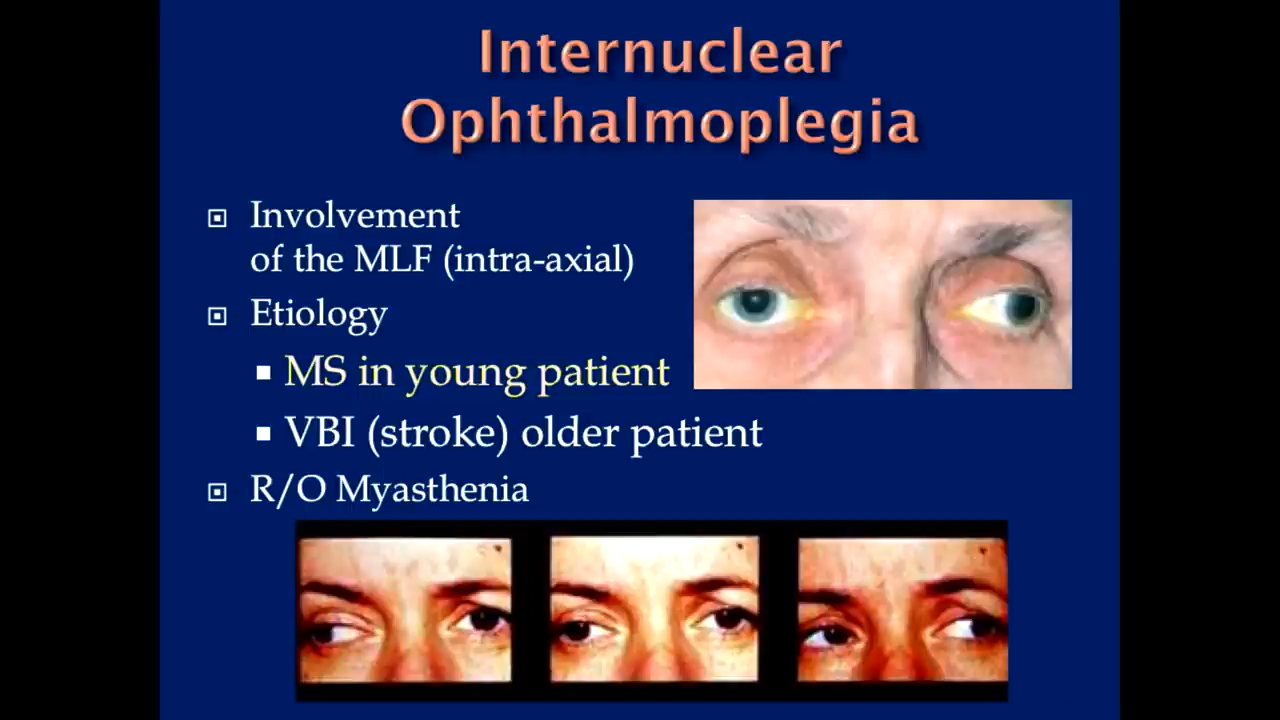 Internuclear
Ophthalmoplegia
Involvement
of the MLF (intra-axial)
Etiology
MS in young patient
VBI (stroke) older patient
R/O Myasthenia